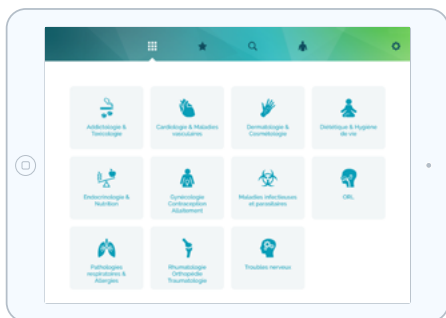 Addictologie &
Toxicologie
Cardiologie & Maladies
vasculaires
Dermatologie &
Cosmétologie
Diététique & Hygiène
de vie
Endocrinologie &
Nutrition
Gynécologie
Contraception
Allaitement
Maladies infectieuses
et parasitaires
ORL
Pathologies
respiratoires &
Allergies
Rhumatologie
Orthopédie
Traumatologie
Troubles nerveux